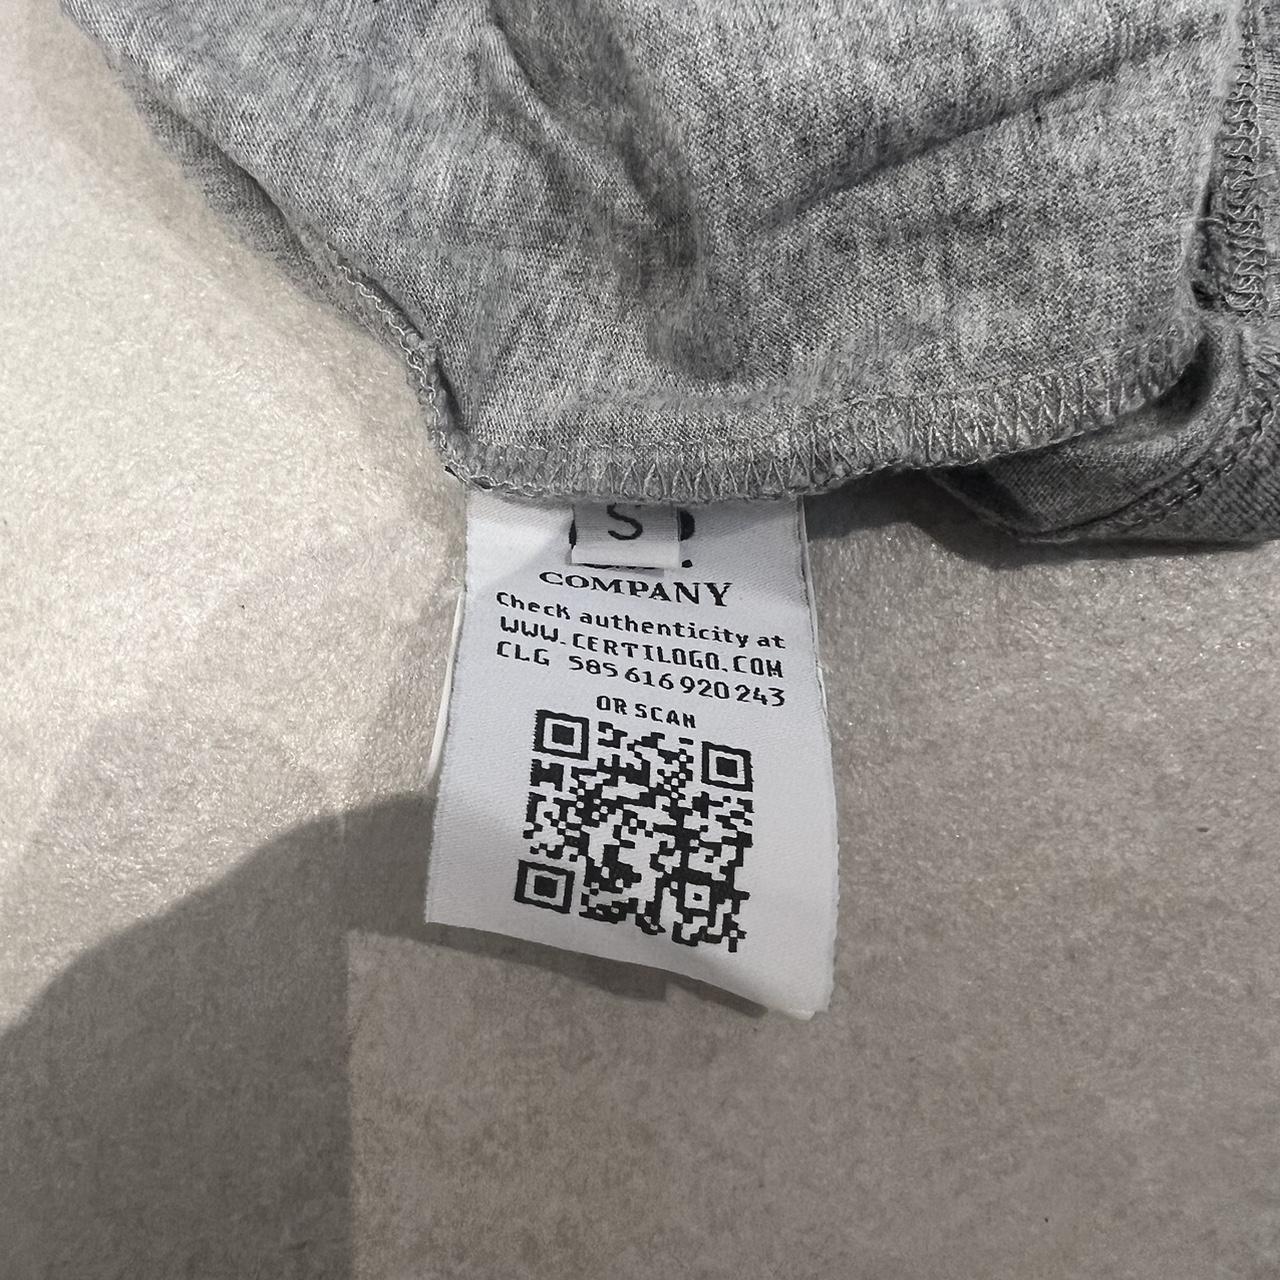 S
COMPANY
Check authenticity at
WWW.CERTILOGO.COM
CLG 585 616 920 243
OR SCAN